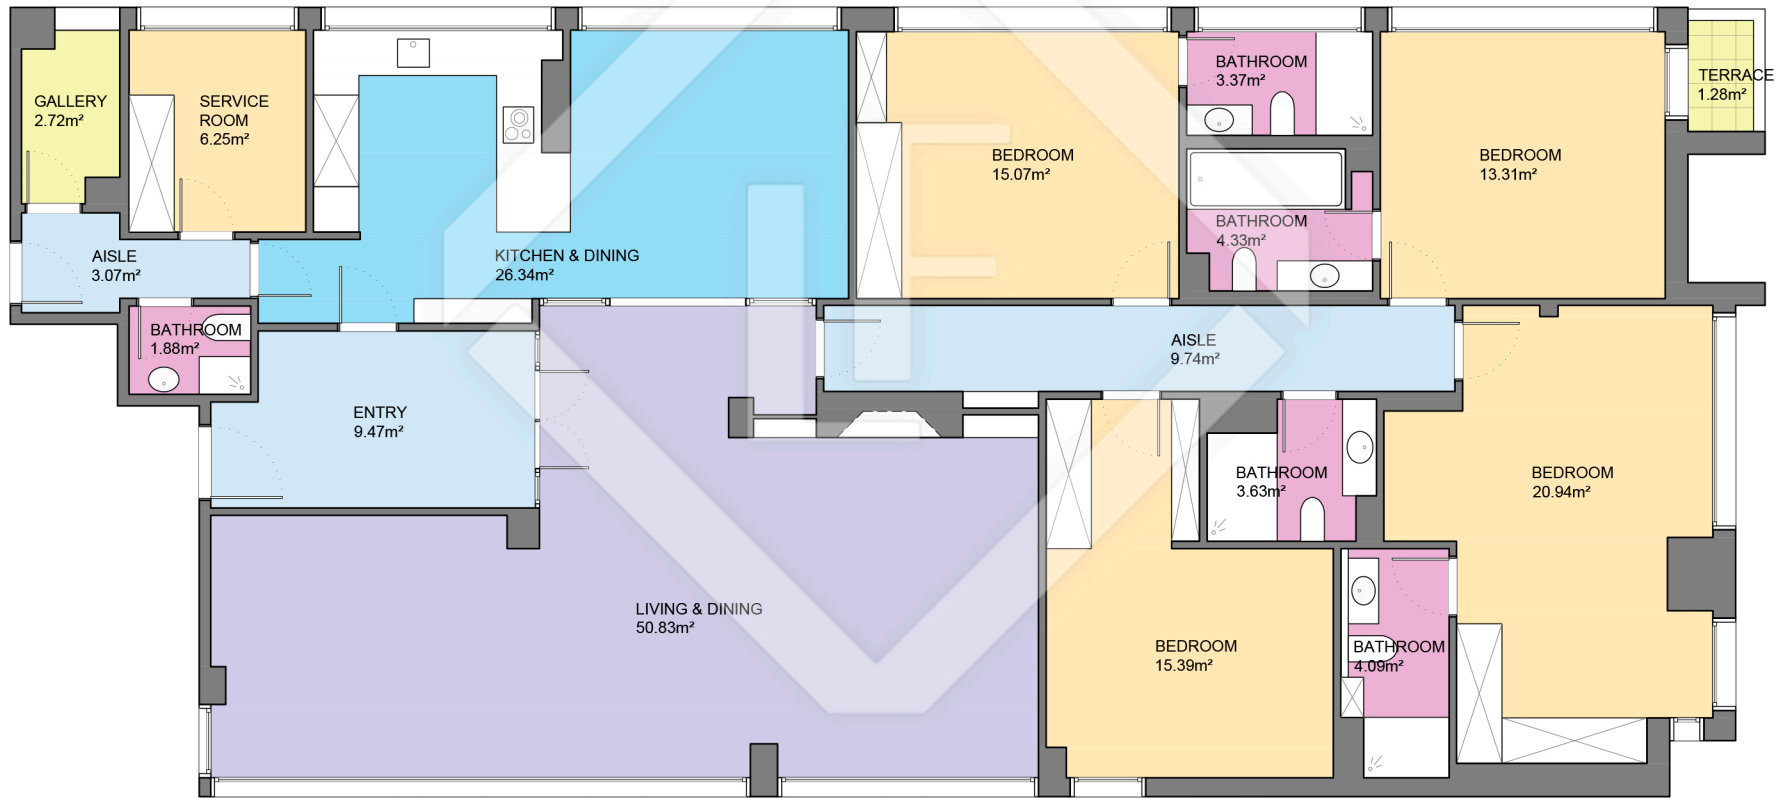 GALLERY
2.72m²
SERVICE
ROOM
6.25m²
AISLE
3.07m²
BATHROOM
1.88m²
KITCHEN & DINING
26.34m²
ENTRY
9.47m²
LIVING & DINING
50.83m²
BEDROOM
15.07m²
BATHROOM
3.37m²
BATHROOM
4.33m²
BEDROOM
13.31m²
TERRACE
1.28m²
AISLE
9.74m²
BATHROOM
3.63m²
BEDROOM
20.94m²
BEDROOM
15.39m²
BATHROOM
4.09m²